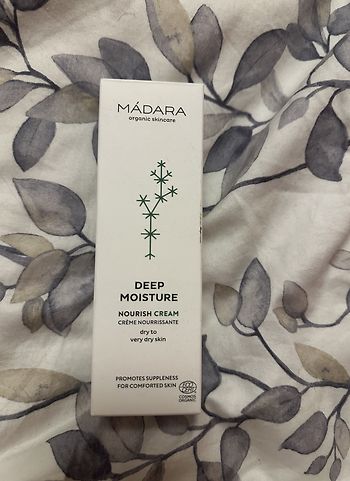 MÁDARA
organic skincare
DEEP
MOISTURE
NOURISH CREAM
CRÈME NOURRISSANTE
dry to
very dry skin
PROMOTES SUPPLENESS
FOR COMFORTED SKIN
COSMOS
ORGANIC